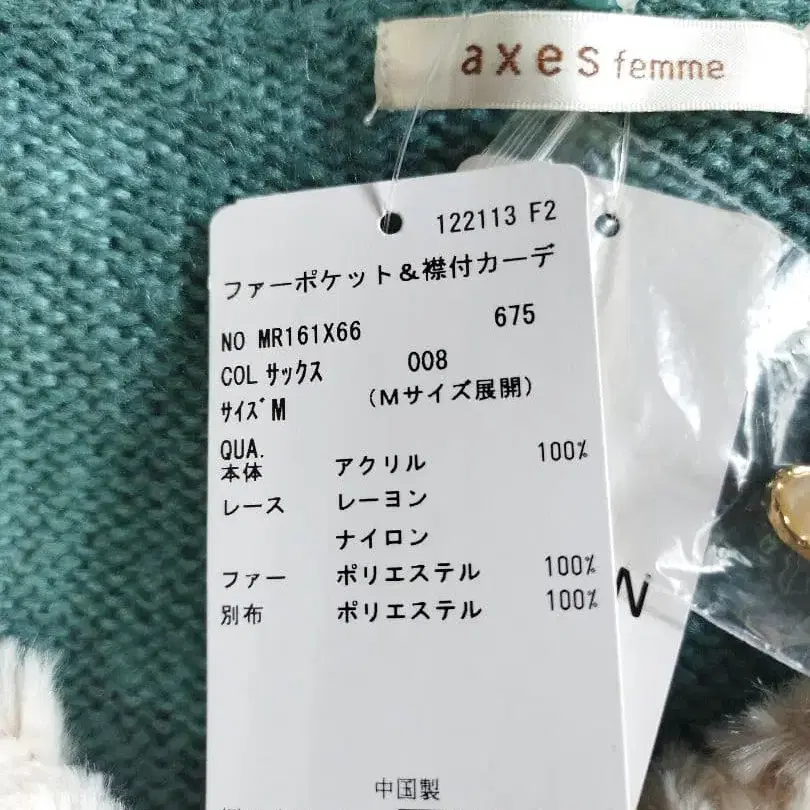 axes femme
122113 F2
ファーポケット＆襟付カーデ
NO MR161X66 675
COL サックス 008
サイズ M (Mサイズ展開)
QUA.
本体 アクリル 100%
レース レーヨン
ナイロン
ファー ポリエステル 100%
別布 ポリエステル 100%
中国製